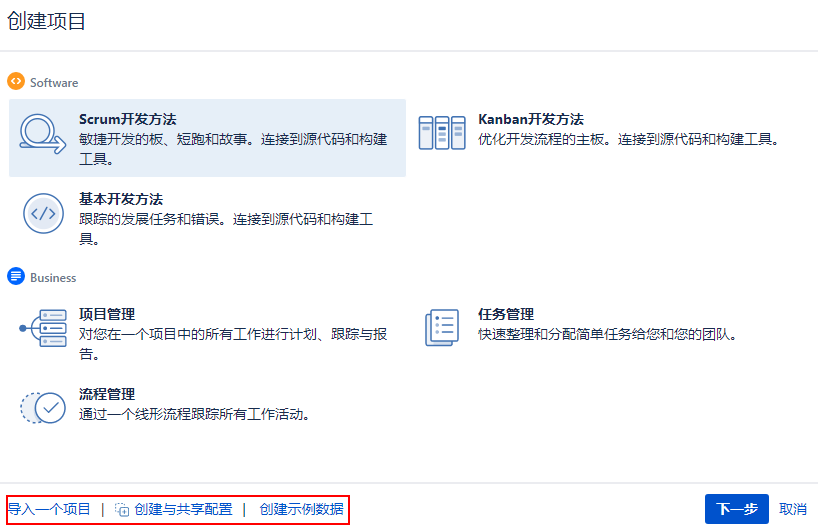 创建项目
Software
Scrum开发方法
敏捷开发的板、短跑和故事。连接到源代码和构建
工具。
Kanban开发方法
优化开发流程的主板。连接到源代码和构建工具。
基本开发方法
跟踪的发展任务和错误。连接到源代码和构建工
具。
Business
项目管理
对您在一个项目中的所有工作进行计划、跟踪与报
告。
任务管理
快速整理和分配简单任务给您和您的团队。
流程管理
通过一个线形流程跟踪所有工作活动。
导入一个项目 | 创建与共享配置 | 创建示例数据 下一步 取消